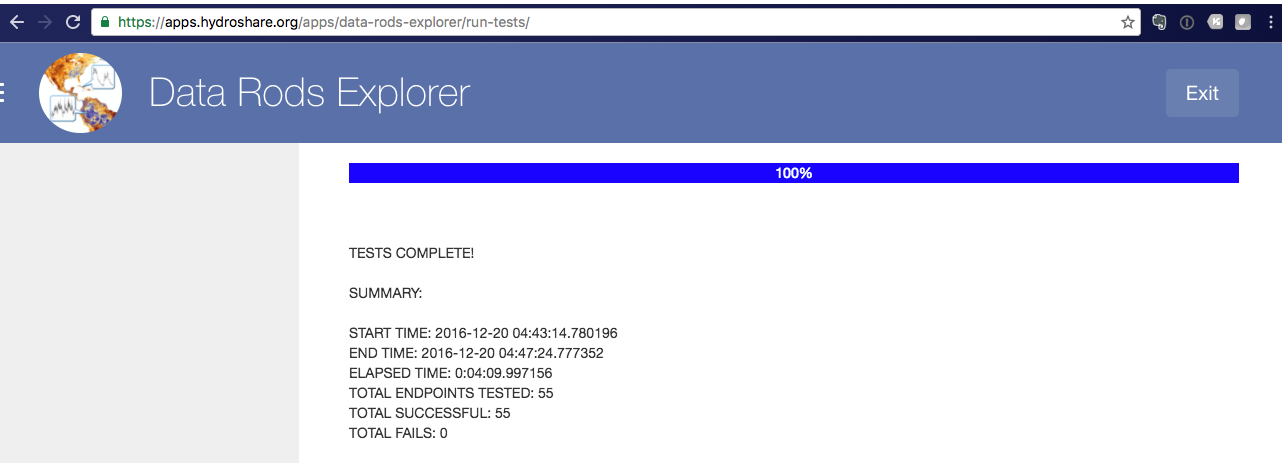 https://apps.hydroshare.org/apps/data-rods-explorer/run-tests/
Data Rods Explorer
Exit
100%
TESTS COMPLETE!
SUMMARY:
START TIME: 2016-12-20 04:43:14.780196
END TIME: 2016-12-20 04:47:24.777352
ELAPSED TIME: 0:04:09.997156
TOTAL ENDPOINTS TESTED: 55
TOTAL SUCCESSFUL: 55
TOTAL FAILS: 0